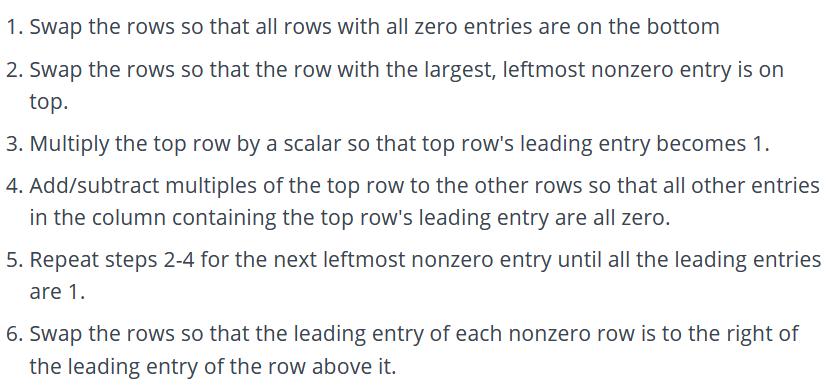 1. Swap the rows so that all rows with all zero entries are on the bottom
2. Swap the rows so that the row with the largest, leftmost nonzero entry is on
top.
3. Multiply the top row by a scalar so that top row's leading entry becomes 1.
4. Add/subtract multiples of the top row to the other rows so that all other entries
in the column containing the top row's leading entry are all zero.
5. Repeat steps 2-4 for the next leftmost nonzero entry until all the leading entries
are 1.
6. Swap the rows so that the leading entry of each nonzero row is to the right of
the leading entry of the row above it.